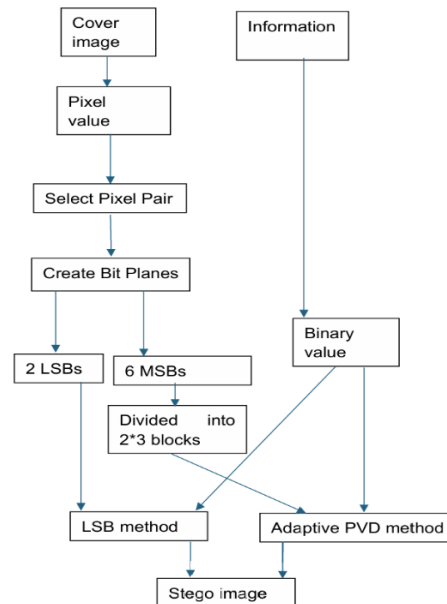 Cover
image
Information
Pixel
value
Select Pixel Pair
Create Bit Planes
Binary
value
2 LSBs
6 MSBs
Divided into
2*3 blocks
LSB method
Adaptive PVD method
Stego image